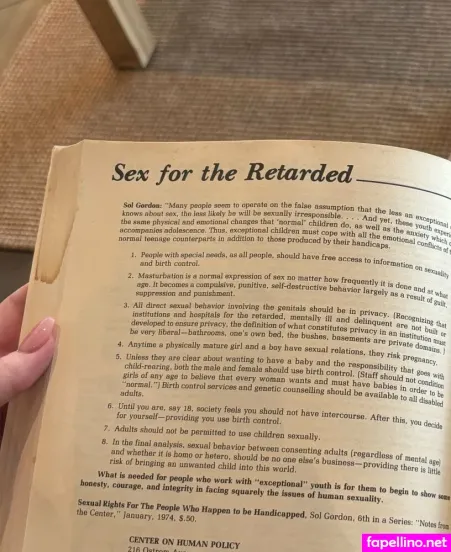 Sex for the Retarded
Sol Gordon: "Many people seem to operate on the false assumption that the less an exceptional
knows about sex, the less likely be will be sexually irresponsible. . . . And yet, these youth
the same physical and emotional changes that "normal" children do, as well as the anxiety which
accompanies adolescence. Thus, exceptional children must cope with all the emotional conflicts of
normal teenage counterparts in addition to those produced by their handicaps.
1. People with special needs, as all people, should have free access to information on sexuality
and birth control.
2. Masturbation is a normal expression of sex no matter how frequently it is done and at what
age. It becomes a compulsive, punitive, self-destructive behavior largely as a result of guilt,
suppression and punishment.
3. All direct sexual behavior involving the genitals should be in privacy. [Recognizing that
institutions and hospitals for the retarded, mentally ill and delinquent are not built or
developed to ensure privacy, the definition of what constitutes privacy in an institution must
be very liberal—bathrooms, one's own bed, the bushes, basements are private domains.
4. Anytime a physically mature girl and a boy have sexual relations, they risk pregnancy.
5. Unless they are clear about wanting to have a baby and the responsibility that goes with
child-rearing, both the male and female should use birth control. [Staff should not condition
girls of any age to believe that every woman wants and must have babies in order to be
"normal."] Birth control services and genetic counselling should be available to all disabled
adults.
6. Until you are, say 18, society feels you should not have intercourse. After this, you decide
for yourself—providing you use birth control.
7. Adults should not be permitted to use children sexually.
8. In the final analysis, sexual behavior between consenting adults (regardless of mental age)
and whether it is homo or hetero, should be no one else's business—providing there is little
risk of bringing an unwanted child into this world.
What is needed for people who work with "exceptional" youth is for them to begin to show some
honesty, courage, and integrity in facing squarely the issues of human sexuality.
Sexual Rights For The People Who Happen to be Handicapped, Sol Gordon, 6th in a Series: "Notes from
the Center," January, 1974, $.50.
CENTER ON HUMAN POLICY
216 Ostrom
fapellino.net